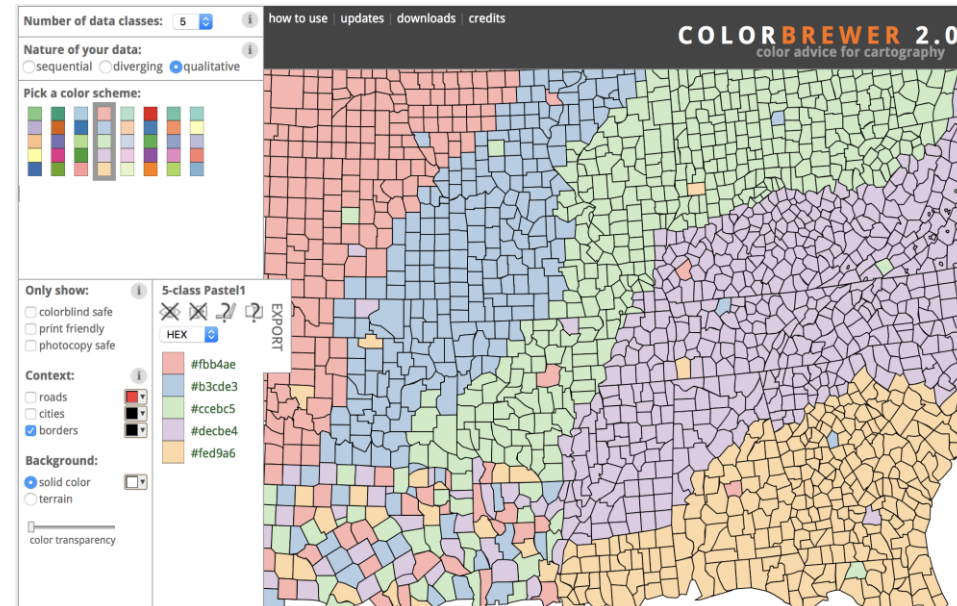 Number of data classes: 5 i
how to use | updates | downloads | credits
COLORBREWER 2.0
color advice for cartography
Nature of your data: i
sequential diverging qualitative
Pick a color scheme:
Only show: i
colorblind safe
print friendly
photocopy safe
Context: i
roads
cities
borders
Background:
solid color
terrain
color transparency
5-class Pastel1
HEX
EXPORT
#fbb4ae
#b3cde3
#ccebc5
#decbe4
#fed9a6